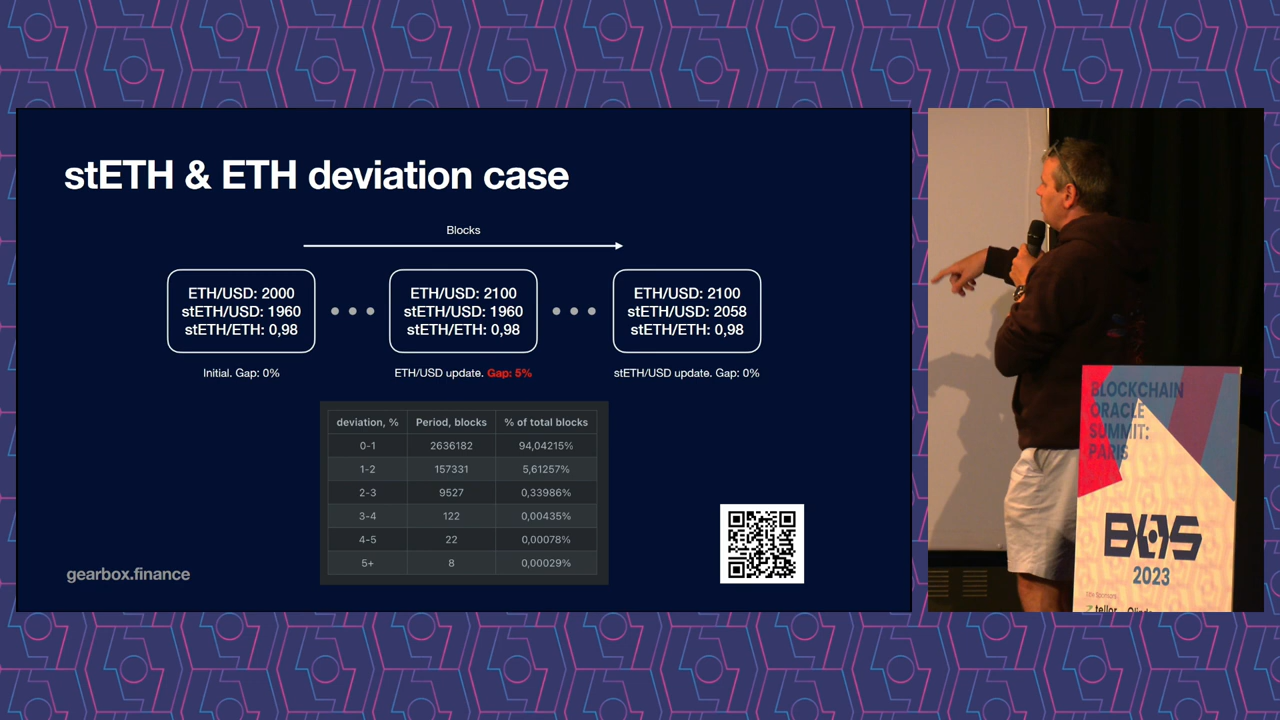 stETH & ETH deviation case
Blocks
ETH/USD: 2000
stETH/USD: 1960
stETH/ETH: 0,98
ETH/USD: 2100
stETH/USD: 1960
stETH/ETH: 0,98
ETH/USD: 2100
stETH/USD: 2058
stETH/ETH: 0,98
Initial. Gap: 0%
ETH/USD update. Gap: 5%
stETH/USD update. Gap: 0%
deviation, % Period, blocks % of total blocks
0-1 2636182 94,04215%
1-2 157331 5,61257%
2-3 9527 0,33986%
3-4 122 0,00435%
4-5 22 0,00078%
5+ 8 0,00029%
gearbox.finance
BLOCKCHAIN
ORACLE
SUMMIT:
PARIS
BOS
2023
Title Sponsors
tellor